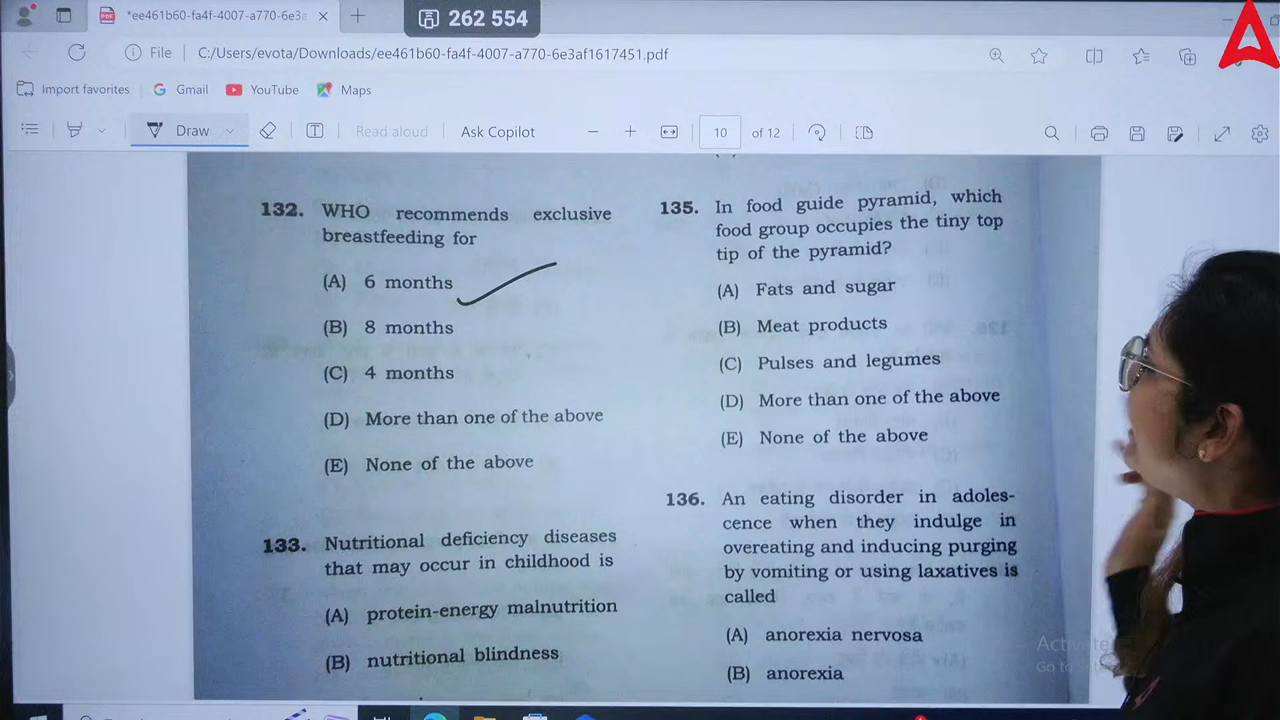 *ee461b60-fa4f-4007-a770-6e3a
262 554
File
C:/Users/evota/Downloads/ee461b60-fa4f-4007-a770-6e3af1617451.pdf
Import favorites
Gmail
YouTube
Maps
Draw
Read aloud
Ask Copilot
10
of 12
132. WHO recommends exclusive
breastfeeding for
(A) 6 months
(B) 8 months
(C) 4 months
(D) More than one of the above
(E) None of the above
133. Nutritional deficiency diseases
that may occur in childhood is
(A) protein-energy malnutrition
(B) nutritional blindness
135. In food guide pyramid, which
food group occupies the tiny top
tip of the pyramid?
(A) Fats and sugar
(B) Meat products
(C) Pulses and legumes
(D) More than one of the above
(E) None of the above
136. An eating disorder in adoles-
cence when they indulge in
overeating and inducing purging
by vomiting or using laxatives is
called
(A) anorexia nervosa
(B) anorexia
Activate
Go to